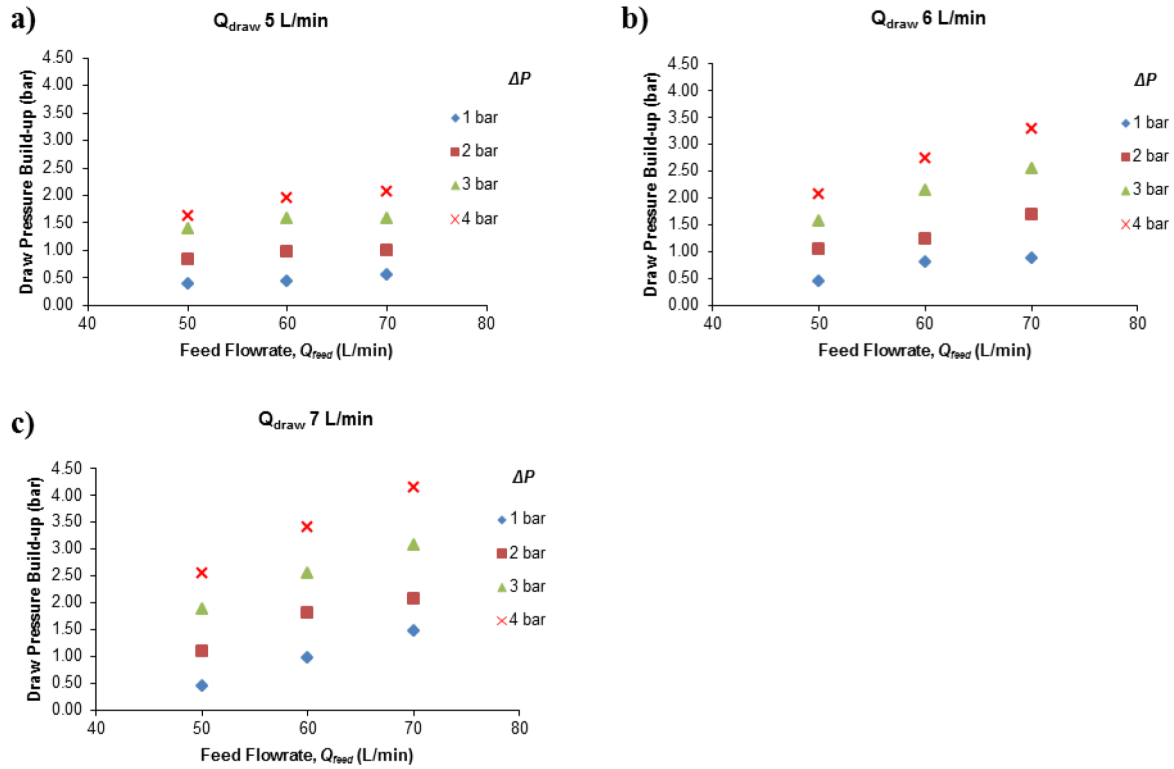 a)
Qdraw 5 L/min
Draw Pressure Build-up (bar)
4.50
4.00
3.50
3.00
2.50
2.00
1.50
1.00
0.50
0.00
40
50
60
70
80
Feed Flowrate, Qfeed (L/min)
ΔP
1 bar
2 bar
3 bar
4 bar
b)
Qdraw 6 L/min
Draw Pressure Build-up (bar)
4.50
4.00
3.50
3.00
2.50
2.00
1.50
1.00
0.50
0.00
40
50
60
70
80
Feed Flowrate, Qfeed (L/min)
ΔP
1 bar
2 bar
3 bar
4 bar
c)
Qdraw 7 L/min
Draw Pressure Build-up (bar)
4.50
4.00
3.50
3.00
2.50
2.00
1.50
1.00
0.50
0.00
40
50
60
70
80
Feed Flowrate, Qfeed (L/min)
ΔP
1 bar
2 bar
3 bar
4 bar